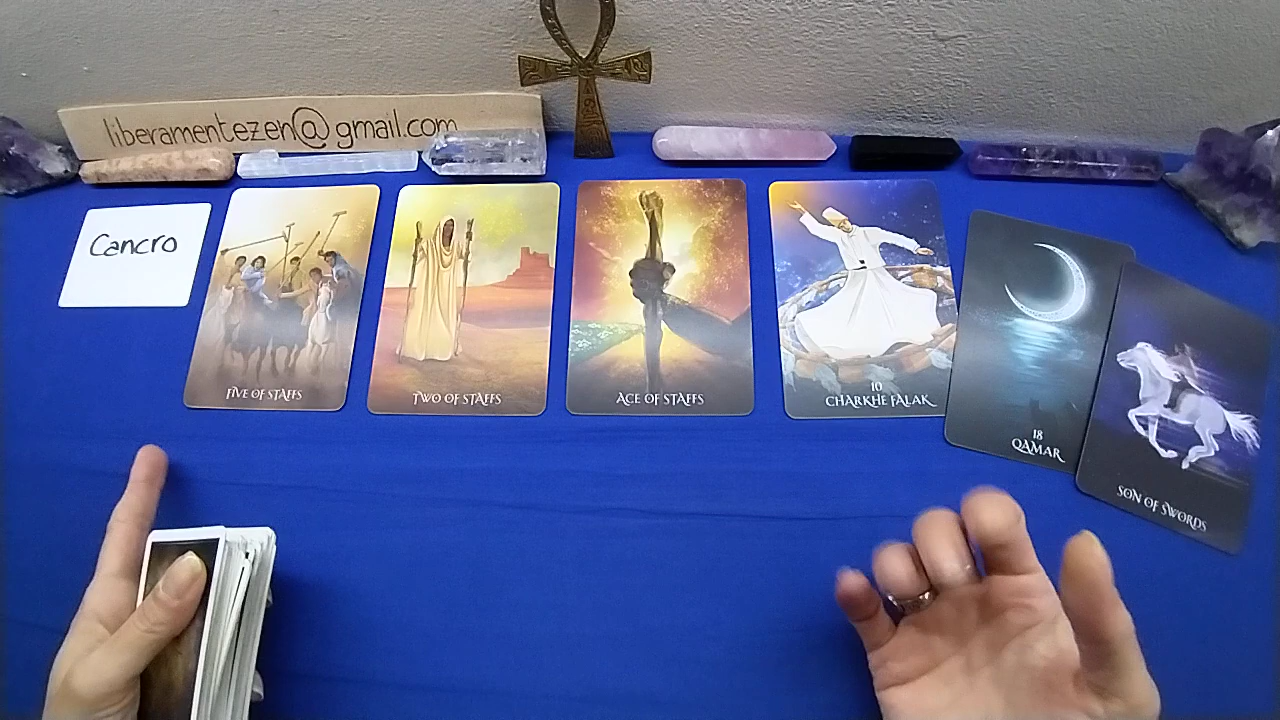 liberamentezen@gmail.com
Cancro
FIVE OF STAFFS
TWO OF STAFFS
ACE OF STAFFS
10
CHARKHE FALAK
18
QAMAR
SON OF SWORDS